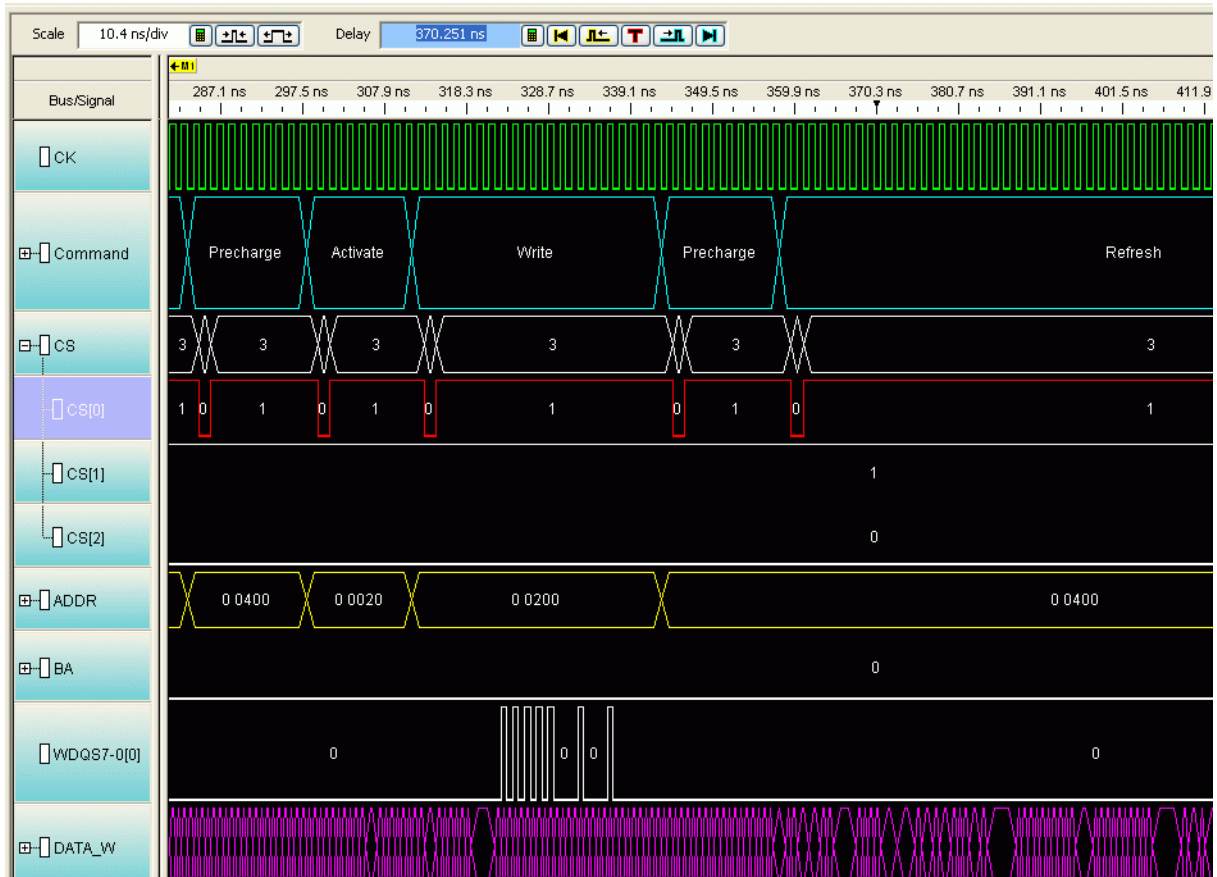 Scale 10.4 ns/div Delay 370.251 ns T
M1
Bus/Signal 287.1 ns 297.5 ns 307.9 ns 318.3 ns 328.7 ns 339.1 ns 349.5 ns 359.9 ns 370.3 ns 380.7 ns 391.1 ns 401.5 ns 411.9
CK
Command Precharge Activate Write Precharge Refresh
CS 3 3 3 3 3 3
CS[0] 1 0 1 0 1 0 1 0 1 0 1
CS[1] 1
CS[2] 0
ADDR 0 0400 0 0020 0 0200 0 0400
BA 0
WDQS7-0[0] 0 0 0 0
DATA_W